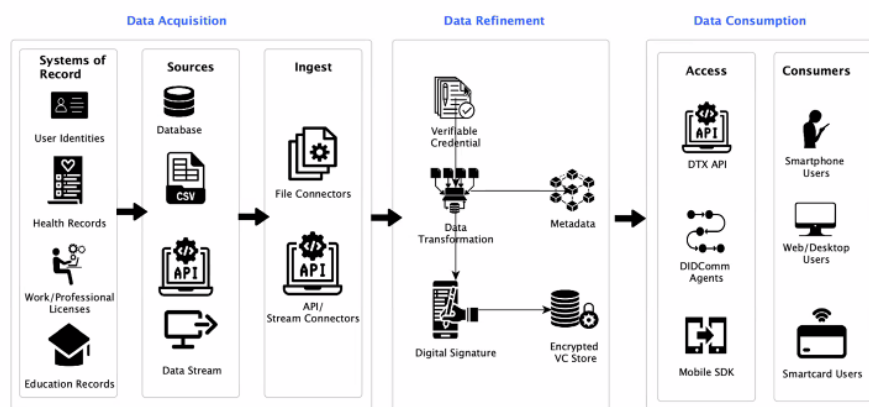 Data Acquisition
Data Refinement
Data Consumption
Systems of
Record
User Identities
Health Records
Work/Professional
Licenses
Education Records
Sources
Database
CSV
API
Data Stream
Ingest
File Connectors
API
API/
Stream Connectors
Verifiable
Credential
Data
Transformation
Metadata
Digital Signature
Encrypted
VC Store
Access
API
DTX API
DIDComm
Agents
Mobile SDK
Consumers
Smartphone
Users
Web/Desktop
Users
Smartcard Users